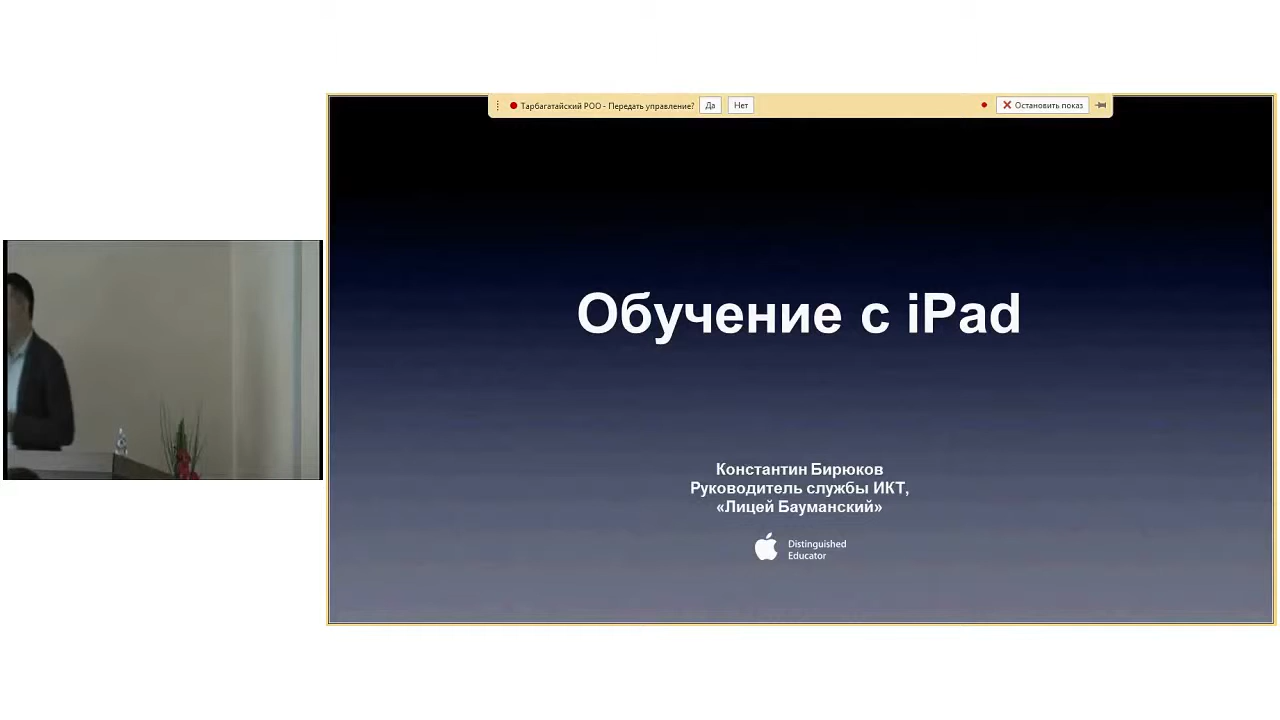 Тарбагатайский РОО - Передать управление? Да Нет Остановить показ
Обучение с iPad
Константин Бирюков
Руководитель службы ИКТ,
«Лицей Бауманский»
Distinguished
Educator